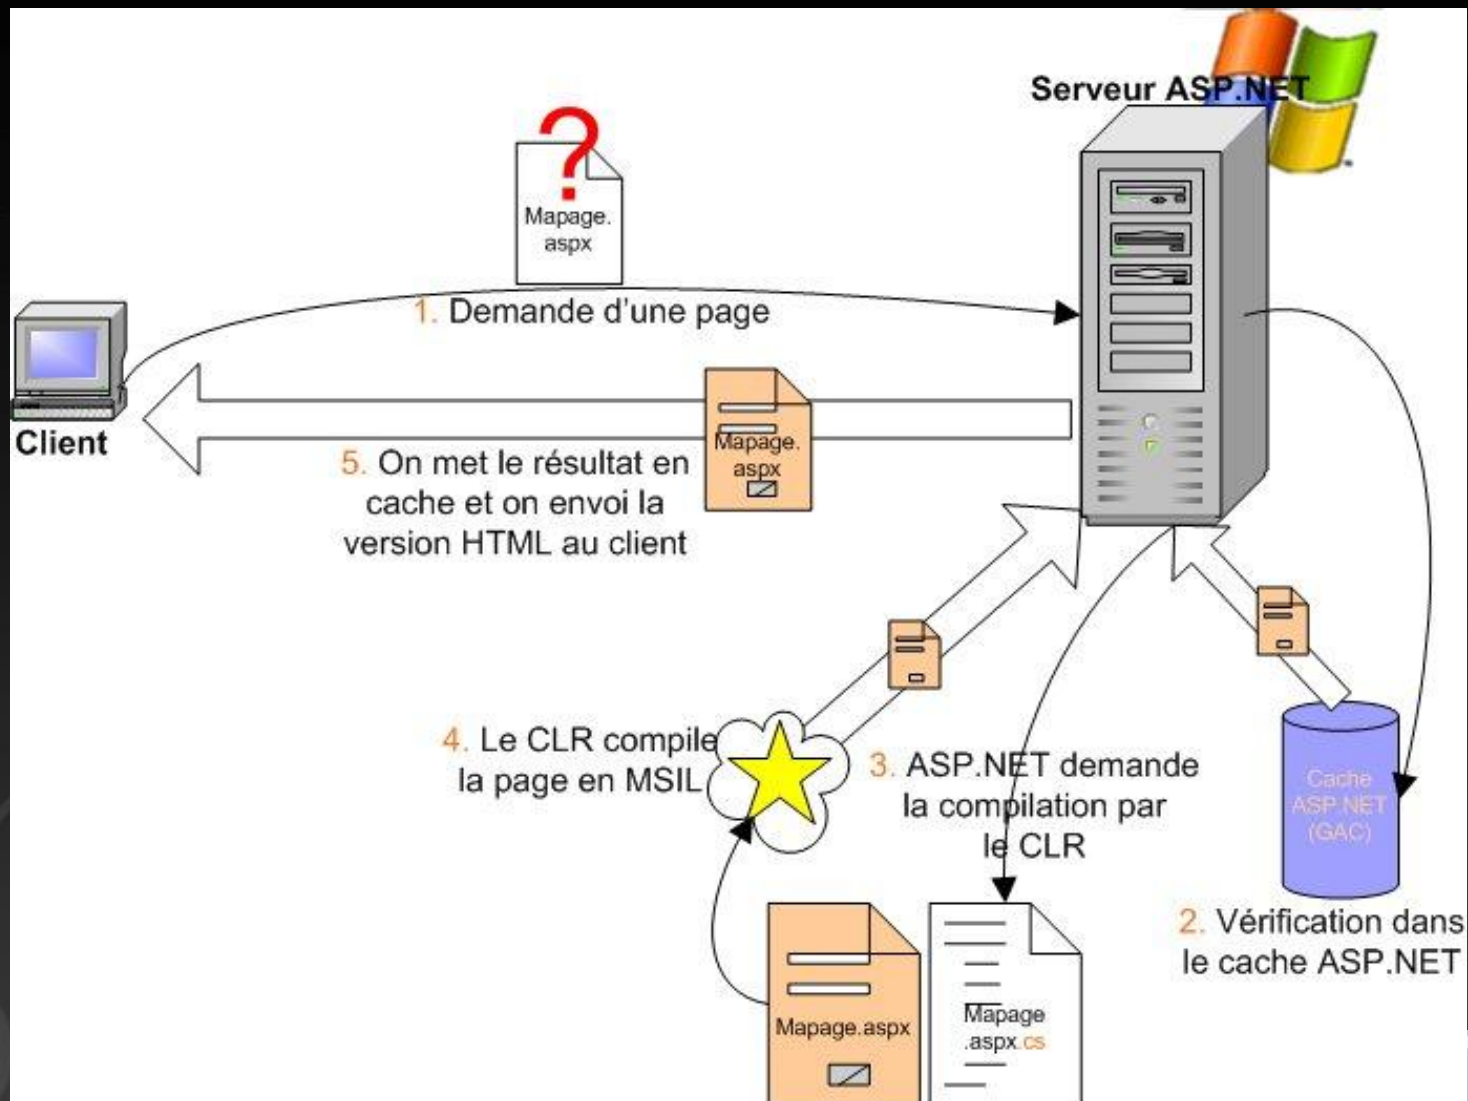 Serveur ASP.NET
Mapage.
aspx
1. Demande d'une page
Client
Mapage.
aspx
5. On met le résultat en
cache et on envoi la
version HTML au client
4. Le CLR compile
la page en MSIL
3. ASP.NET demande
la compilation par
le CLR
Cache
ASP.NET
(GAC)
2. Vérification dans
le cache ASP.NET
Mapage.aspx
Mapage
.aspx.cs